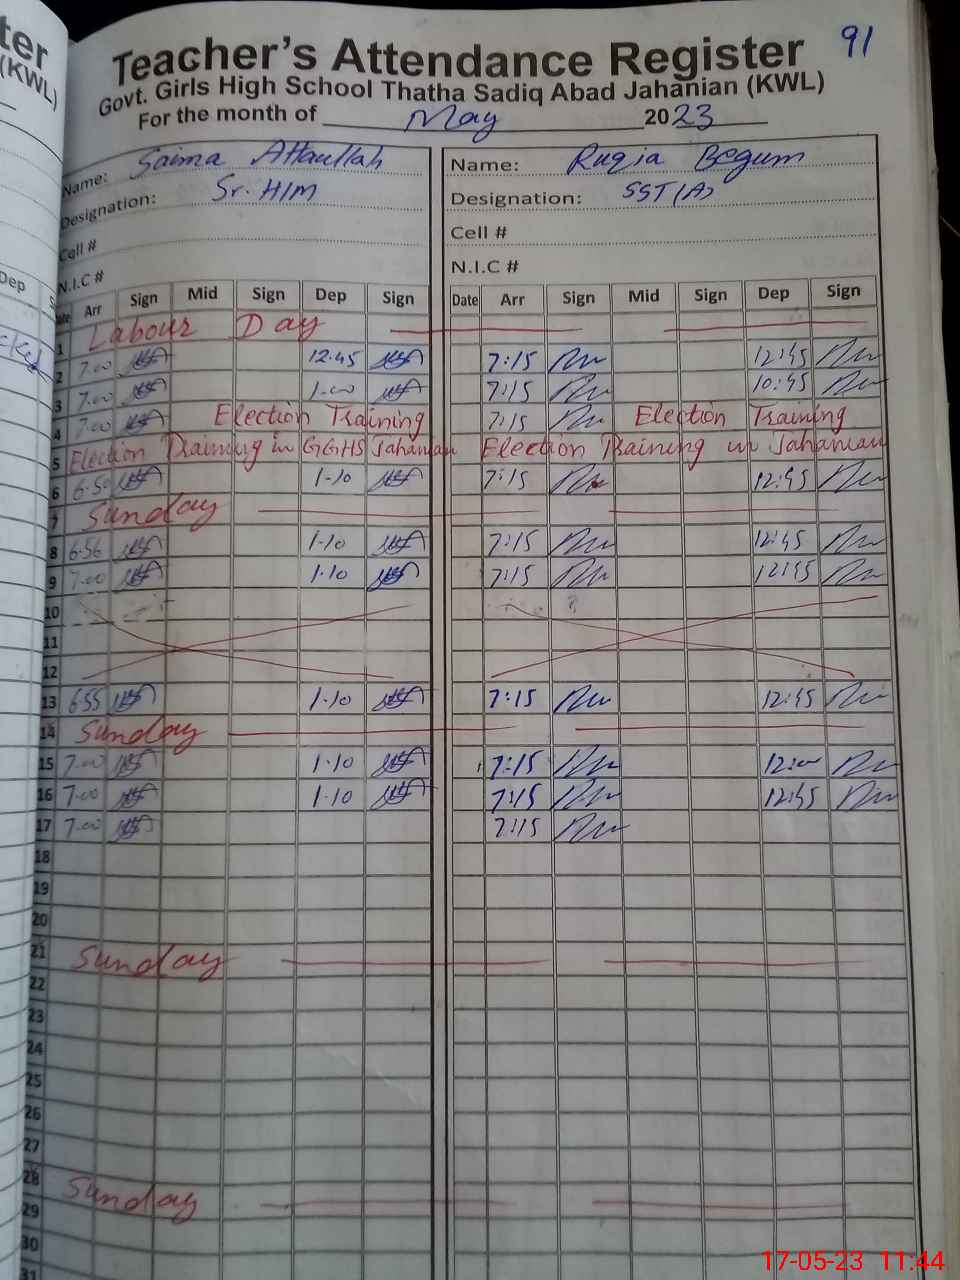 ter
(KWL)
Teacher's Attendance Register
91
Govt. Girls High School Thatha Sadiq Abad Jahanian (KWL)
For the month of May 2023
Name: Saima Attaullah Name: Ruqia Begum
Designation: Sr. H/M Designation: SST(A)
Cell # Cell #
N.I.C # N.I.C #
Dep
Arr Sign Mid Sign Dep Sign Date Arr Sign Mid Sign Dep Sign
1 Labour Day
2 7.00 12.45 7:15 12:45
3 7.00 1.00 7:15 10:45
4 7.00 Election Training 7:15 Election Training
5 Election Training in GGHS Jahanian Election Training in Jahanian
6 6.50 1-10 7:15 12:45
7 Sunday
8 6.56 1.10 7:15 12:45
9 7.00 1.10 7:15 12:45
10
11
12
13 6.55 1.10 7:15 12:45
14 Sunday
15 7.00 1.10 7:15 12:00
16 7.00 1.10 7:15 12:45
17 7.00 7:15
18
19
20
21 Sunday
22
23
24
25
26
27
28 Sunday
29
30
31
17-05-23 11:44